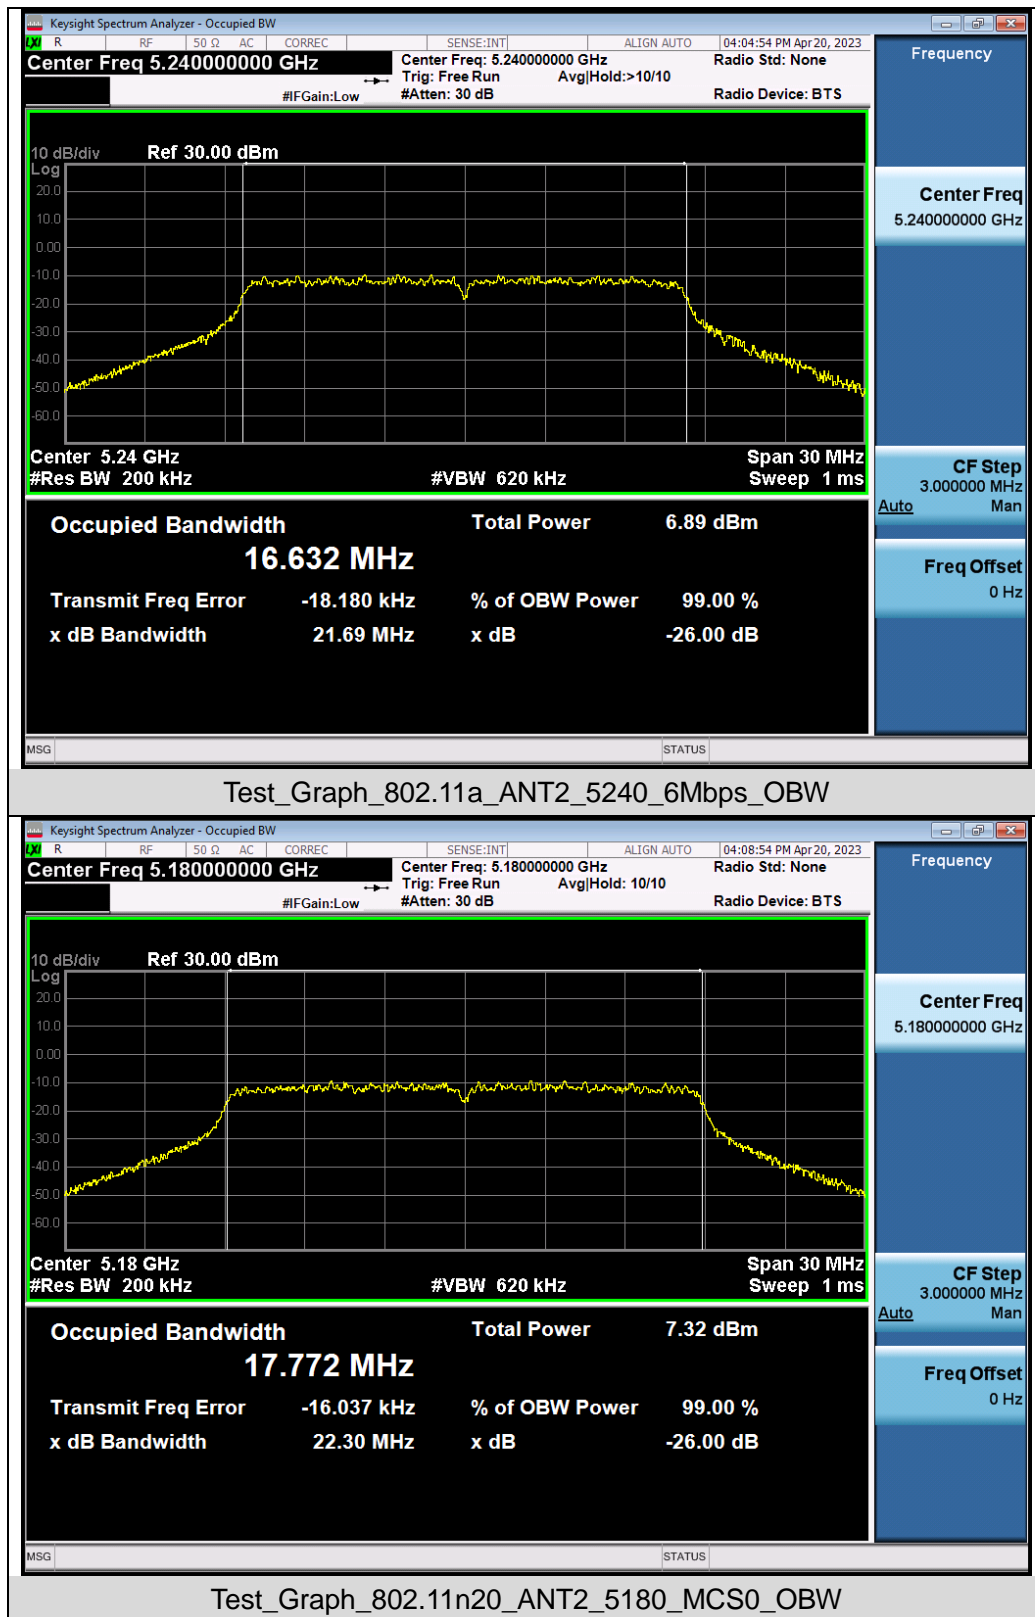 Keysight Spectrum Analyzer - Occupied BW
LXI R RF 50 Ω AC CORREC SENSE:INT ALIGN AUTO 04:04:54 PM Apr 20, 2023
Center Freq 5.240000000 GHz Center Freq: 5.240000000 GHz Radio Std: None Frequency
Trig: Free Run Avg|Hold:>10/10
#IFGain:Low #Atten: 30 dB Radio Device: BTS
10 dB/div Ref 30.00 dBm
Log
20.0
10.0
0.00
-10.0
-20.0
-30.0
-40.0
-50.0
-60.0
Center Freq
5.240000000 GHz
Center 5.24 GHz Span 30 MHz
#Res BW 200 kHz #VBW 620 kHz Sweep 1 ms
CF Step
3.000000 MHz
Auto Man
Freq Offset
0 Hz
Occupied Bandwidth Total Power 6.89 dBm
16.632 MHz
Transmit Freq Error -18.180 kHz % of OBW Power 99.00 %
x dB Bandwidth 21.69 MHz x dB -26.00 dB
MSG STATUS
Test_Graph_802.11a_ANT2_5240_6Mbps_OBW
Keysight Spectrum Analyzer - Occupied BW
LXI R RF 50 Ω AC CORREC SENSE:INT ALIGN AUTO 04:08:54 PM Apr 20, 2023
Center Freq 5.180000000 GHz Center Freq: 5.180000000 GHz Radio Std: None Frequency
Trig: Free Run Avg|Hold: 10/10
#IFGain:Low #Atten: 30 dB Radio Device: BTS
10 dB/div Ref 30.00 dBm
Log
20.0
10.0
0.00
-10.0
-20.0
-30.0
-40.0
-50.0
-60.0
Center Freq
5.180000000 GHz
Center 5.18 GHz Span 30 MHz
#Res BW 200 kHz #VBW 620 kHz Sweep 1 ms
CF Step
3.000000 MHz
Auto Man
Freq Offset
0 Hz
Occupied Bandwidth Total Power 7.32 dBm
17.772 MHz
Transmit Freq Error -16.037 kHz % of OBW Power 99.00 %
x dB Bandwidth 22.30 MHz x dB -26.00 dB
MSG STATUS
Test_Graph_802.11n20_ANT2_5180_MCS0_OBW